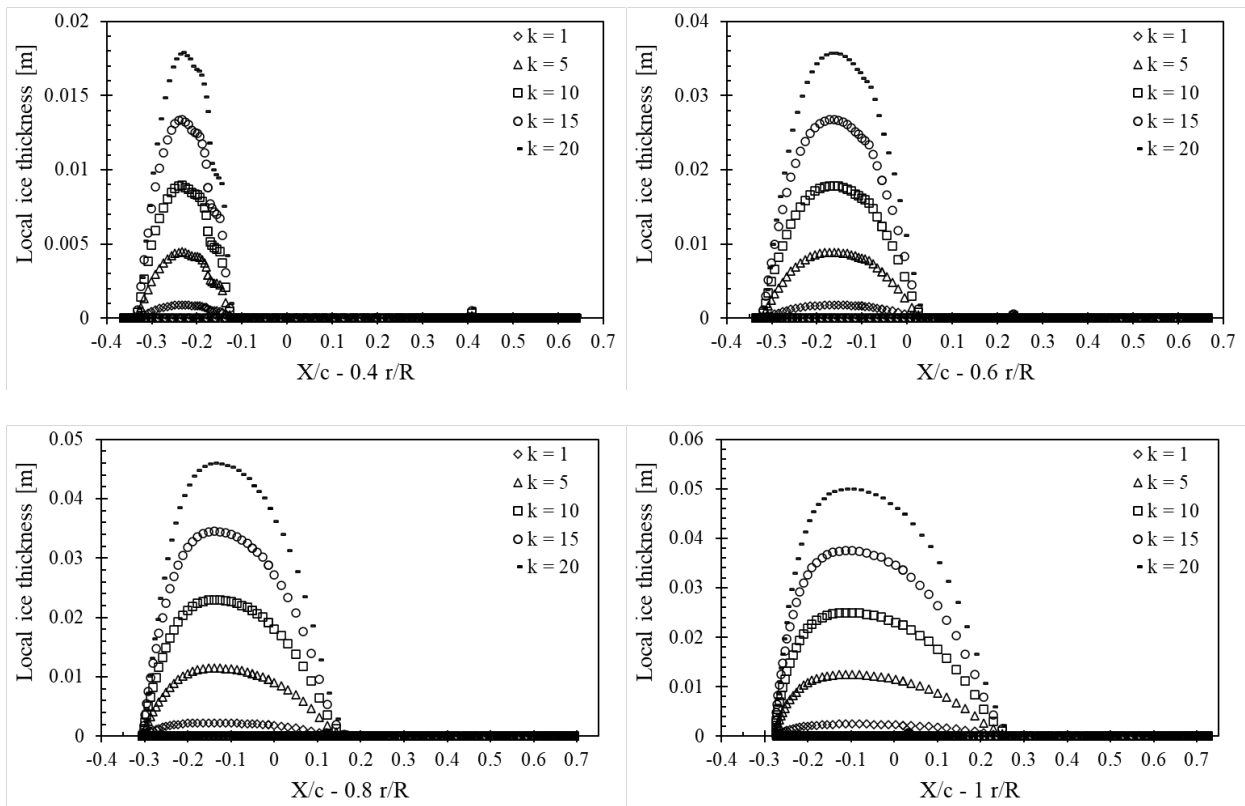 0.02
0.015
0.01
0.005
0
Local ice thickness [m]
k = 1
k = 5
k = 10
k = 15
k = 20
-0.4 -0.3 -0.2 -0.1 0 0.1 0.2 0.3 0.4 0.5 0.6 0.7
X/c - 0.4 r/R
0.04
0.03
0.02
0.01
0
Local ice thickness [m]
k = 1
k = 5
k = 10
k = 15
k = 20
-0.4 -0.3 -0.2 -0.1 0 0.1 0.2 0.3 0.4 0.5 0.6 0.7
X/c - 0.6 r/R
0.05
0.04
0.03
0.02
0.01
0
Local ice thickness [m]
k = 1
k = 5
k = 10
k = 15
k = 20
-0.4 -0.3 -0.2 -0.1 0 0.1 0.2 0.3 0.4 0.5 0.6 0.7
X/c - 0.8 r/R
0.06
0.05
0.04
0.03
0.02
0.01
0
Local ice thickness [m]
k = 1
k = 5
k = 10
k = 15
k = 20
-0.4 -0.3 -0.2 -0.1 0 0.1 0.2 0.3 0.4 0.5 0.6 0.7
X/c - 1 r/R